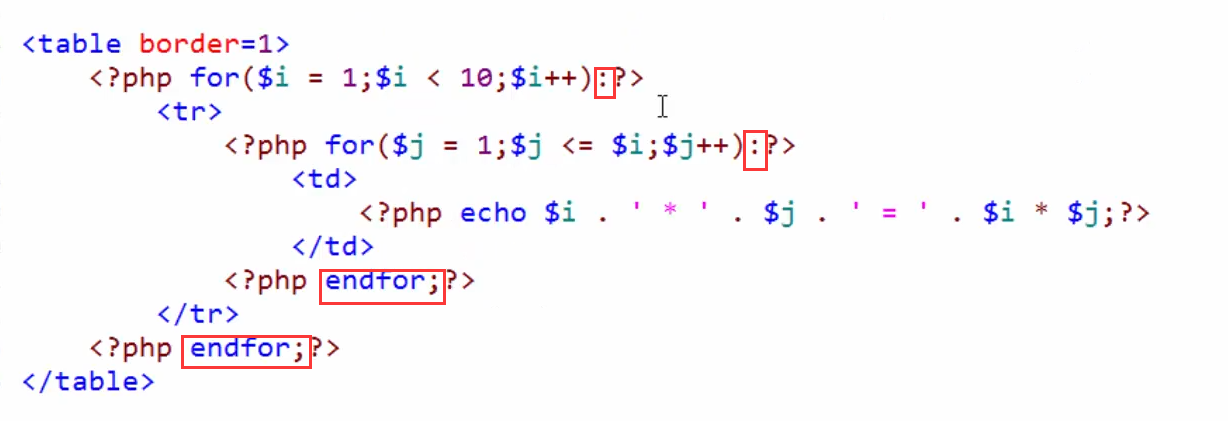 <table border=1>
<?php for($i = 1;$i < 10;$i++):?>
<tr>
<?php for($j = 1;$j <= $i;$j++):?>
<td>
<?php echo $i . ' * ' . $j . ' = ' . $i * $j;?>
</td>
<?php endfor;?>
</tr>
<?php endfor;?>
</table>